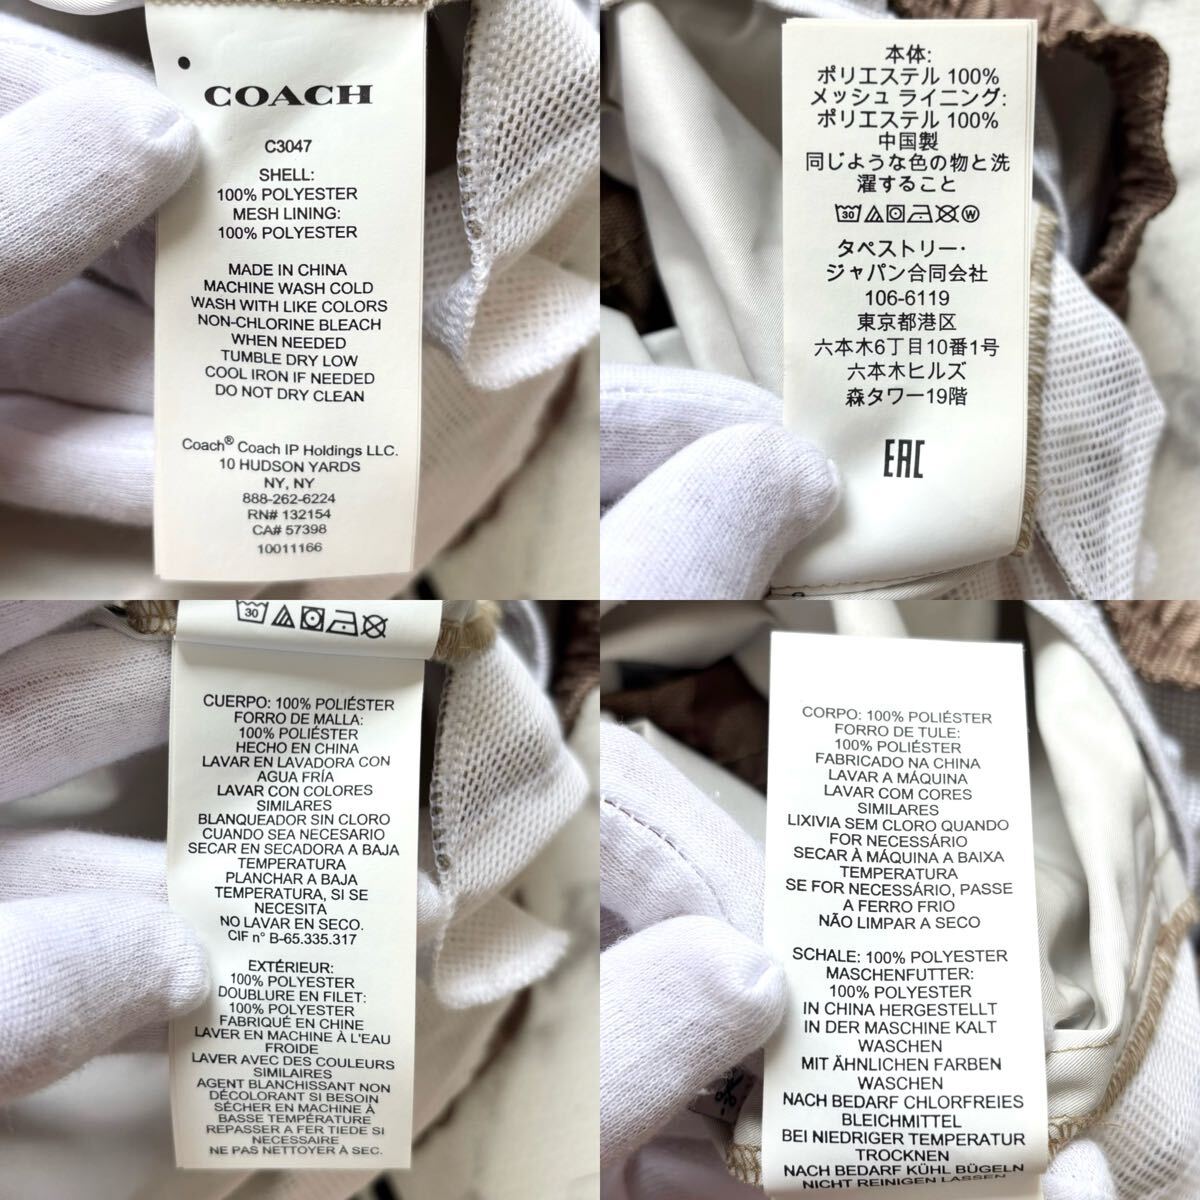 COACH
C3047
SHELL:
100% POLYESTER
MESH LINING:
100% POLYESTER
MADE IN CHINA
MACHINE WASH COLD
WASH WITH LIKE COLORS
NON-CHLORINE BLEACH
WHEN NEEDED
TUMBLE DRY LOW
COOL IRON IF NEEDED
DO NOT DRY CLEAN
Coach® Coach IP Holdings LLC.
10 HUDSON YARDS
NY, NY
888-262-6224
RN# 132154
CA# 57398
10011166
本体:
ポリエステル 100%
メッシュ ライニング:
ポリエステル 100%
中国製
同じような色の物と洗
濯すること
30 W
タペストリー・
ジャパン合同会社
106-6119
東京都港区
六本木6丁目10番1号
六本木ヒルズ
森タワー19階
EAC
30
CUERPO: 100% POLIÉSTER
FORRO DE MALLA:
100% POLIÉSTER
HECHO EN CHINA
LAVAR EN LAVADORA CON
AGUA FRÍA
LAVAR CON COLORES
SIMILARES
BLANQUEADOR SIN CLORO
CUANDO SEA NECESARIO
SECAR EN SECADORA A BAJA
TEMPERATURA
PLANCHAR A BAJA
TEMPERATURA, SI SE
NECESITA
NO LAVAR EN SECO.
CIF n° B-65.335.317
EXTÉRIEUR:
100% POLYESTER
DOUBLURE EN FILET:
100% POLYESTER
FABRIQUÉ EN CHINE
LAVER EN MACHINE À L'EAU
FROIDE
LAVER AVEC DES COULEURS
SIMILAIRES
AGENT BLANCHISSANT NON
DÉCOLORANT SI BESOIN
SÉCHER EN MACHINE À
BASSE TEMPÉRATURE
REPASSER A FER TIEDE SI
NECESSAIRE
NE PAS NETTOYER À SEC.
CORPO: 100% POLIÉSTER
FORRO DE TULE:
100% POLIÉSTER
FABRICADO NA CHINA
LAVAR A MÁQUINA
LAVAR COM CORES
SIMILARES
LIXIVIA SEM CLORO QUANDO
FOR NECESSÁRIO
SECAR À MÁQUINA A BAIXA
TEMPERATURA
SE FOR NECESSÁRIO, PASSE
A FERRO FRIO
NÃO LIMPAR A SECO
SCHALE: 100% POLYESTER
MASCHENFUTTER:
100% POLYESTER
IN CHINA HERGESTELLT
IN DER MASCHINE KALT
WASCHEN
MIT ÄHNLICHEN FARBEN
WASCHEN
NACH BEDARF CHLORFREIES
BLEICHMITTEL
BEI NIEDRIGER TEMPERATUR
TROCKNEN
NACH BEDARF KÜHL BÜGELN
NICHT REINIGEN LASSEN